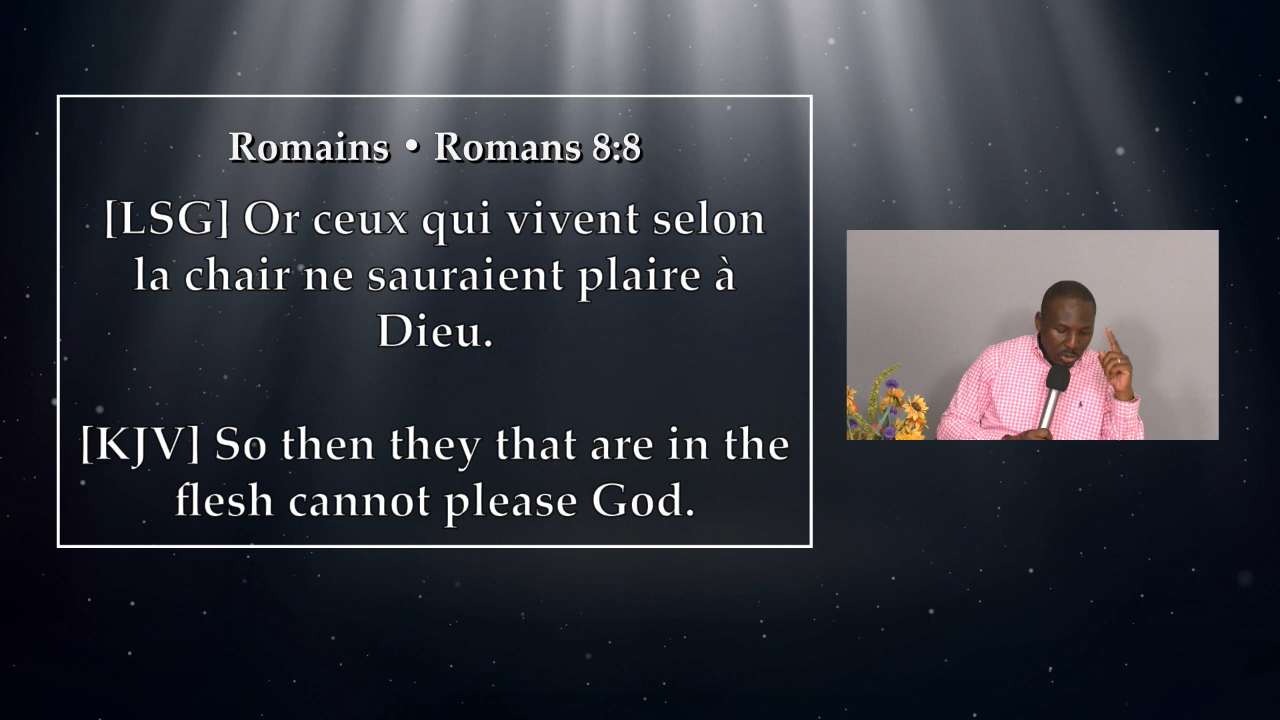 Romains • Romans 8:8
[LSG] Or ceux qui vivent selon
la chair ne sauraient plaire à
Dieu.
[KJV] So then they that are in the
flesh cannot please God.